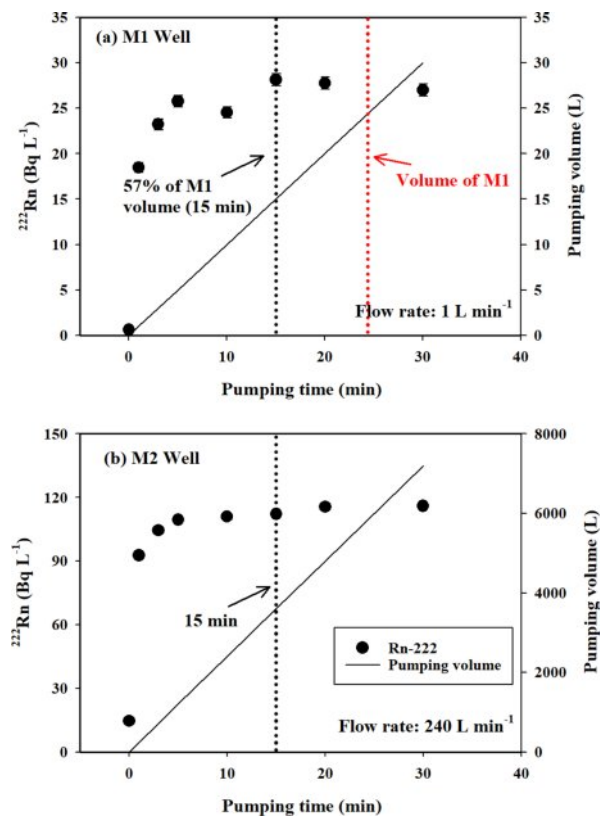 (a) M1 Well
35
30
25
20
15
10
5
0
²²²Rn (Bq L⁻¹)
57% of M1
volume (15 min)
Volume of M1
Flow rate: 1 L min⁻¹
35
30
25
20
15
10
5
0
Pumping volume (L)
0 10 20 30 40
Pumping time (min)
(b) M2 Well
150
120
90
60
30
0
²²²Rn (Bq L⁻¹)
15 min
Rn-222
Pumping volume
Flow rate: 240 L min⁻¹
8000
6000
4000
2000
0
Pumping volume (L)
0 10 20 30 40
Pumping time (min)